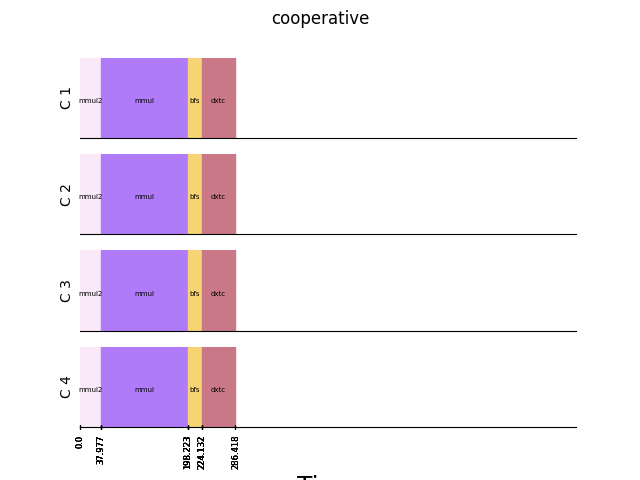 cooperative
C 1
mmul2 mmul bfs dxtc
C 2
mmul2 mmul bfs dxtc
C 3
mmul2 mmul bfs dxtc
C 4
mmul2 mmul bfs dxtc
0.0 37.977 198.223 224.132 286.418